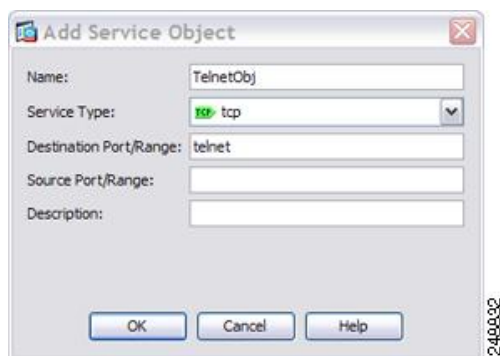 Add Service Object
Name: TelnetObj
Service Type: TCP tcp
Destination Port/Range: telnet
Source Port/Range:
Description:
OK Cancel Help
248832